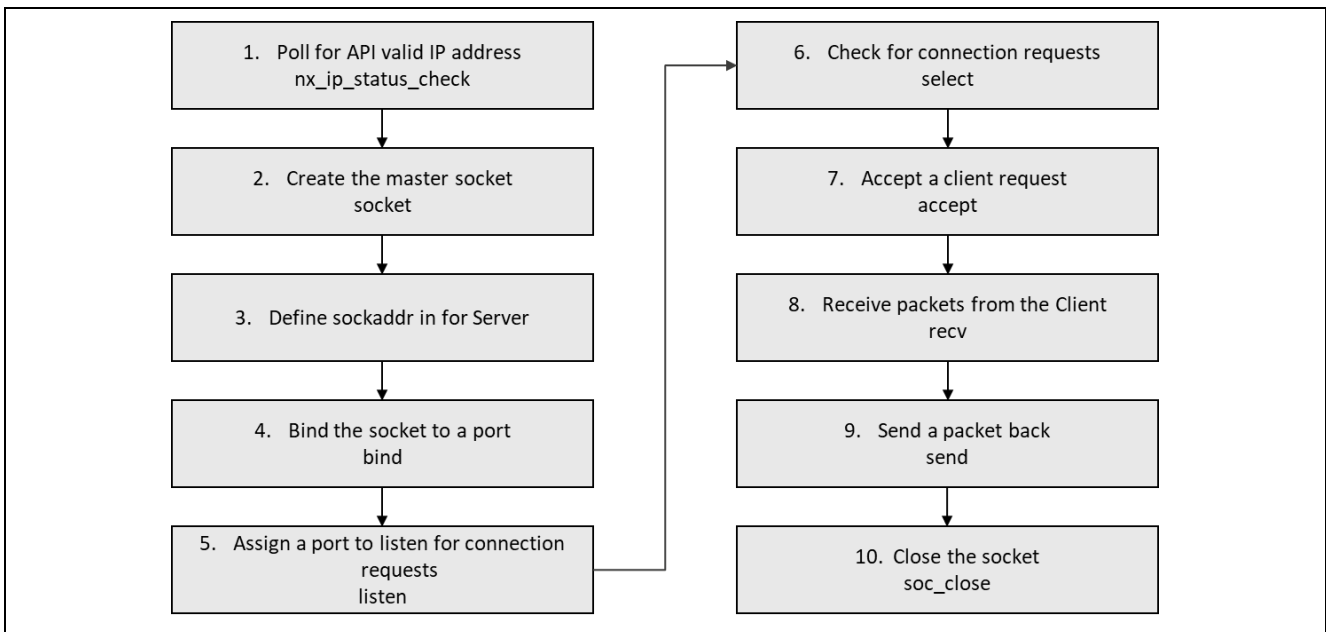 1. Poll for API valid IP address
nx_ip_status_check
2. Create the master socket
socket
3. Define sockaddr in for Server
4. Bind the socket to a port
bind
5. Assign a port to listen for connection
requests
listen
6. Check for connection requests
select
7. Accept a client request
accept
8. Receive packets from the Client
recv
9. Send a packet back
send
10. Close the socket
soc_close